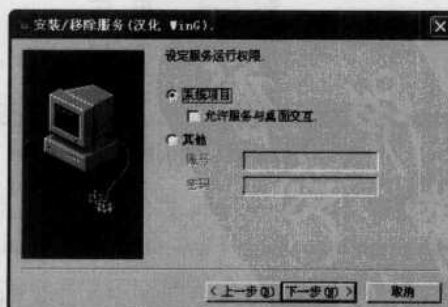 安装/移除服务(汉化, WinG).
设定服务运行权限.
系统项目
允许服务与桌面交互.
其他
账号
密码
< 上一步(B)
下一步(N) >
取消